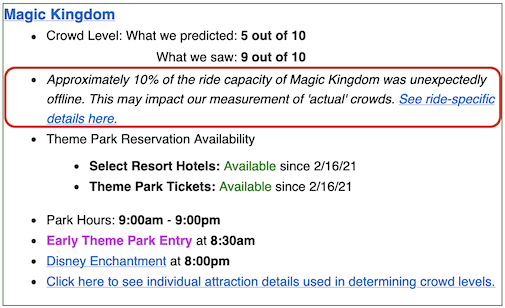 Magic Kingdom
Crowd Level: What we predicted: 5 out of 10
What we saw: 9 out of 10
Approximately 10% of the ride capacity of Magic Kingdom was unexpectedly
offline. This may impact our measurement of 'actual' crowds. See ride-specific
details here.
Theme Park Reservation Availability
Select Resort Hotels: Available since 2/16/21
Theme Park Tickets: Available since 2/16/21
Park Hours: 9:00am - 9:00pm
Early Theme Park Entry at 8:30am
Disney Enchantment at 8:00pm
Click here to see individual attraction details used in determining crowd levels.